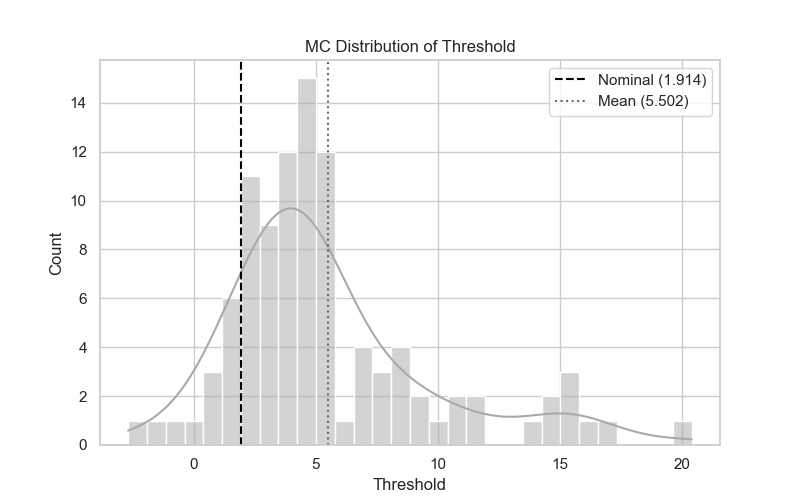 MC Distribution of Threshold
Nominal (1.914)
Mean (5.502)
Count
14
12
10
8
6
4
2
0
0 5 10 15 20
Threshold